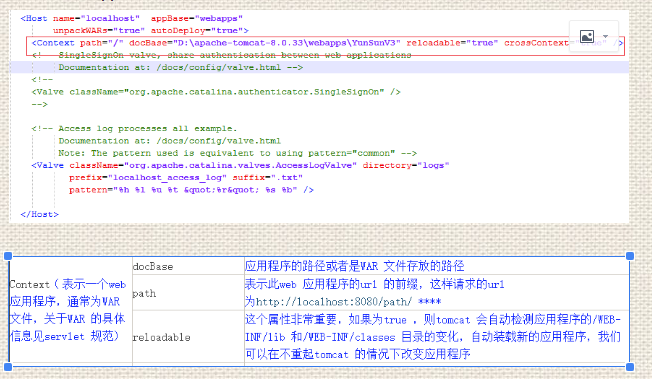 <Host name="localhost" appBase="webapps"
unpackWARs="true" autoDeploy="true">
<Context path="/" docBase="D:\apache-tomcat-8.0.33\webapps\YunSunV3" reloadable="true" crossContext= />
<!-- SingleSignOn valve, share authentication between web applications
Documentation at: /docs/config/valve.html -->
<!--
<Valve className="org.apache.catalina.authenticator.SingleSignOn" />
-->
<!-- Access log processes all example.
Documentation at: /docs/config/valve.html
Note: The pattern used is equivalent to using pattern="common" -->
<Valve className="org.apache.catalina.valves.AccessLogValve" directory="logs"
prefix="localhost_access_log" suffix=".txt"
pattern="%h %l %u %t &quot;%r&quot; %s %b" />
</Host>
Context（表示一个web
应用程序，通常为WAR
文件，关于WAR 的具体
信息见servlet 规范）
docBase
应用程序的路径或者是WAR 文件存放的路径
path
表示此web 应用程序的url 的前缀，这样请求的url
为http://localhost:8080/path/ ****
reloadable
这个属性非常重要，如果为true ，则tomcat 会自动检测应用程序的/WEB-
INF/lib 和/WEB-INF/classes 目录的变化，自动装载新的应用程序，我们
可以在不重起tomcat 的情况下改变应用程序